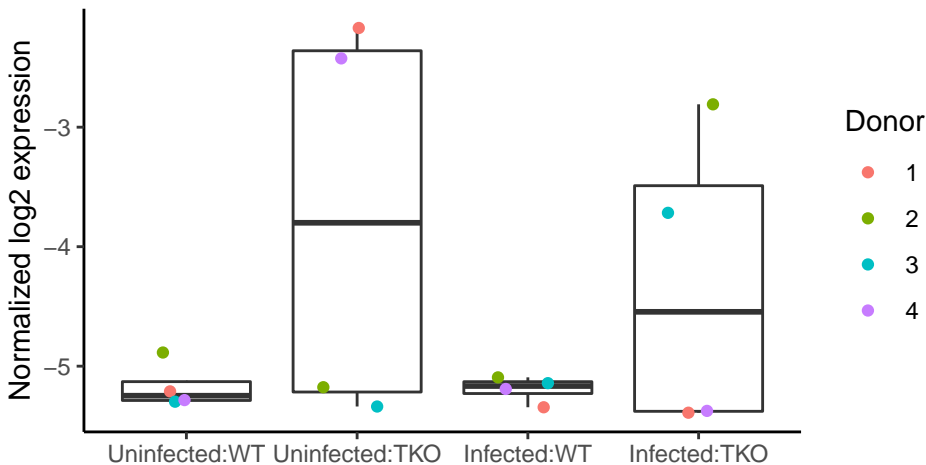 Normalized log2 expression
−3
−4
−5
Uninfected:WT
Uninfected:TKO
Infected:WT
Infected:TKO
Donor
1
2
3
4